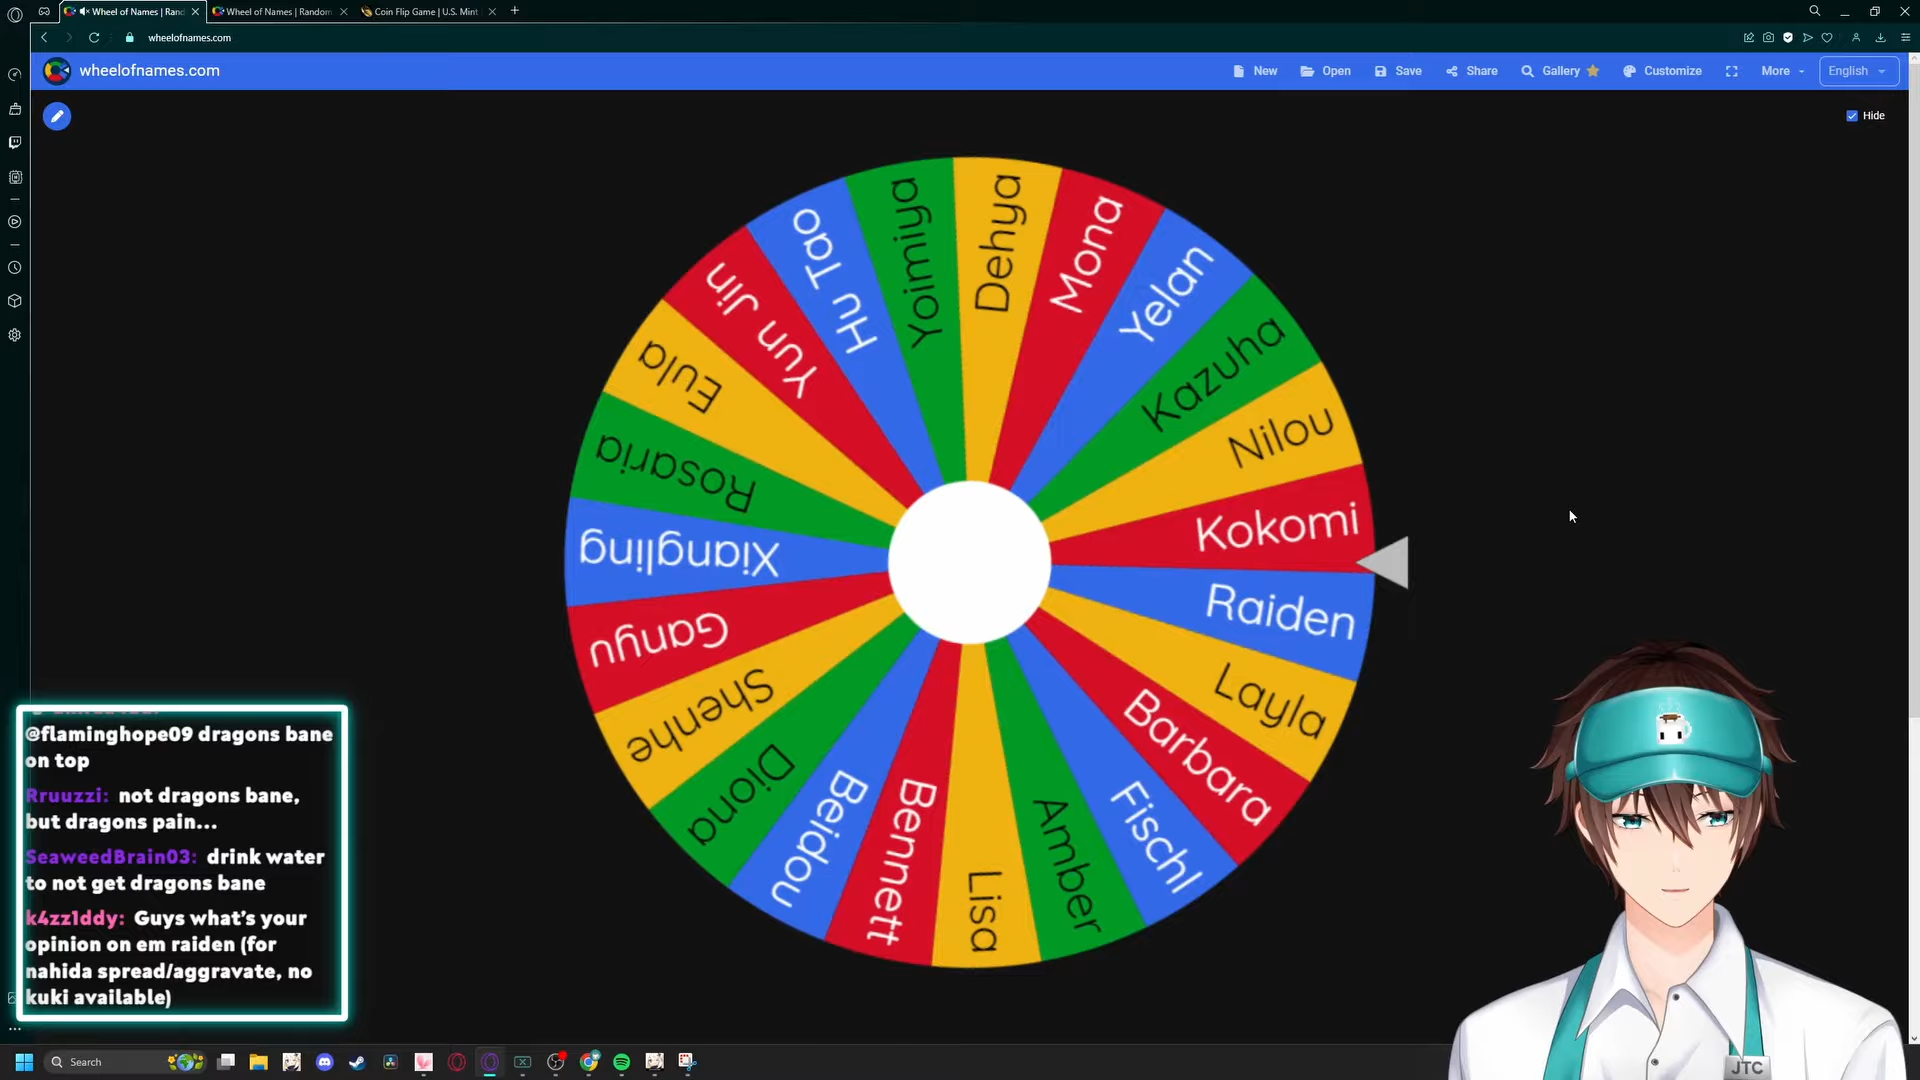 Wheel of Names | Rand
Wheel of Names | Random
Coin Flip Game | U.S. Mint
wheelofnames.com
wheelofnames.com
New
Open
Save
Share
Gallery
Customize
More
English
Hide
Dehya
Mona
Yelan
Kazuha
Nilou
Kokomi
Raiden
Layla
Barbara
Fischl
Amber
Lisa
Bennett
Beidou
Diona
Shenhe
Ganyu
Xiangling
Rosaria
Eula
Yun Jin
Hu Tao
Yoimiya
@flaminghope09 dragons bane
on top
Rruuzzi: not dragons bane,
but dragons pain...
SeaweedBrain03: drink water
to not get dragons bane
k4zz1ddy: Guys what's your
opinion on em raiden (for
nahida spread/aggravate, no
kuki available)
Search
JTC